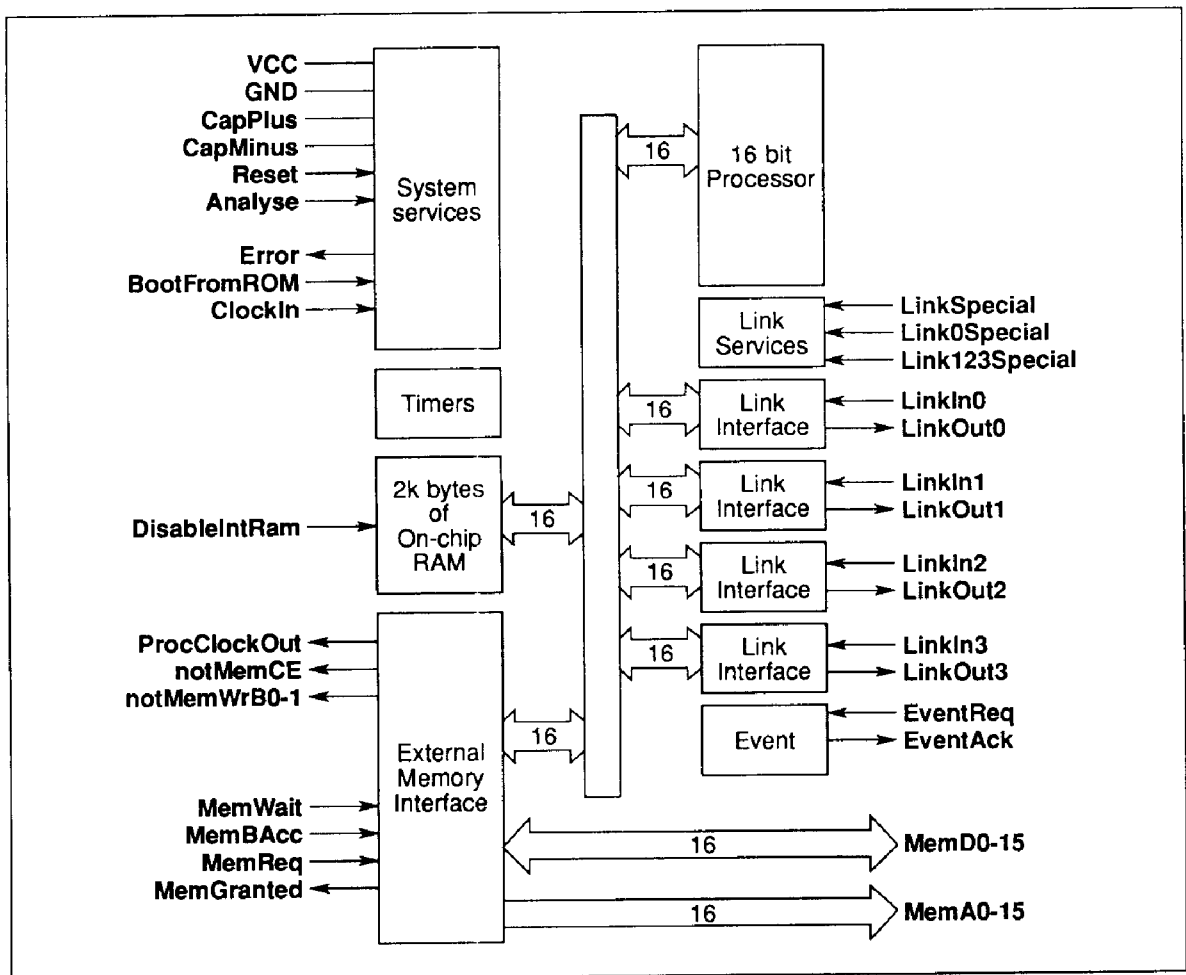 VCC
GND
CapPlus
CapMinus
Reset
Analyse
Error
BootFromROM
ClockIn
System
services
Timers
DisableIntRam
2k bytes
of
On-chip
RAM
16
ProcClockOut
notMemCE
notMemWrB0-1
MemWait
MemBAcc
MemReq
MemGranted
External
Memory
Interface
16
16
16 bit
Processor
Link
Services
LinkSpecial
Link0Special
Link123Special
16
Link
Interface
LinkIn0
LinkOut0
16
Link
Interface
LinkIn1
LinkOut1
16
Link
Interface
LinkIn2
LinkOut2
16
Link
Interface
LinkIn3
LinkOut3
Event
EventReq
EventAck
16
MemD0-15
16
MemA0-15